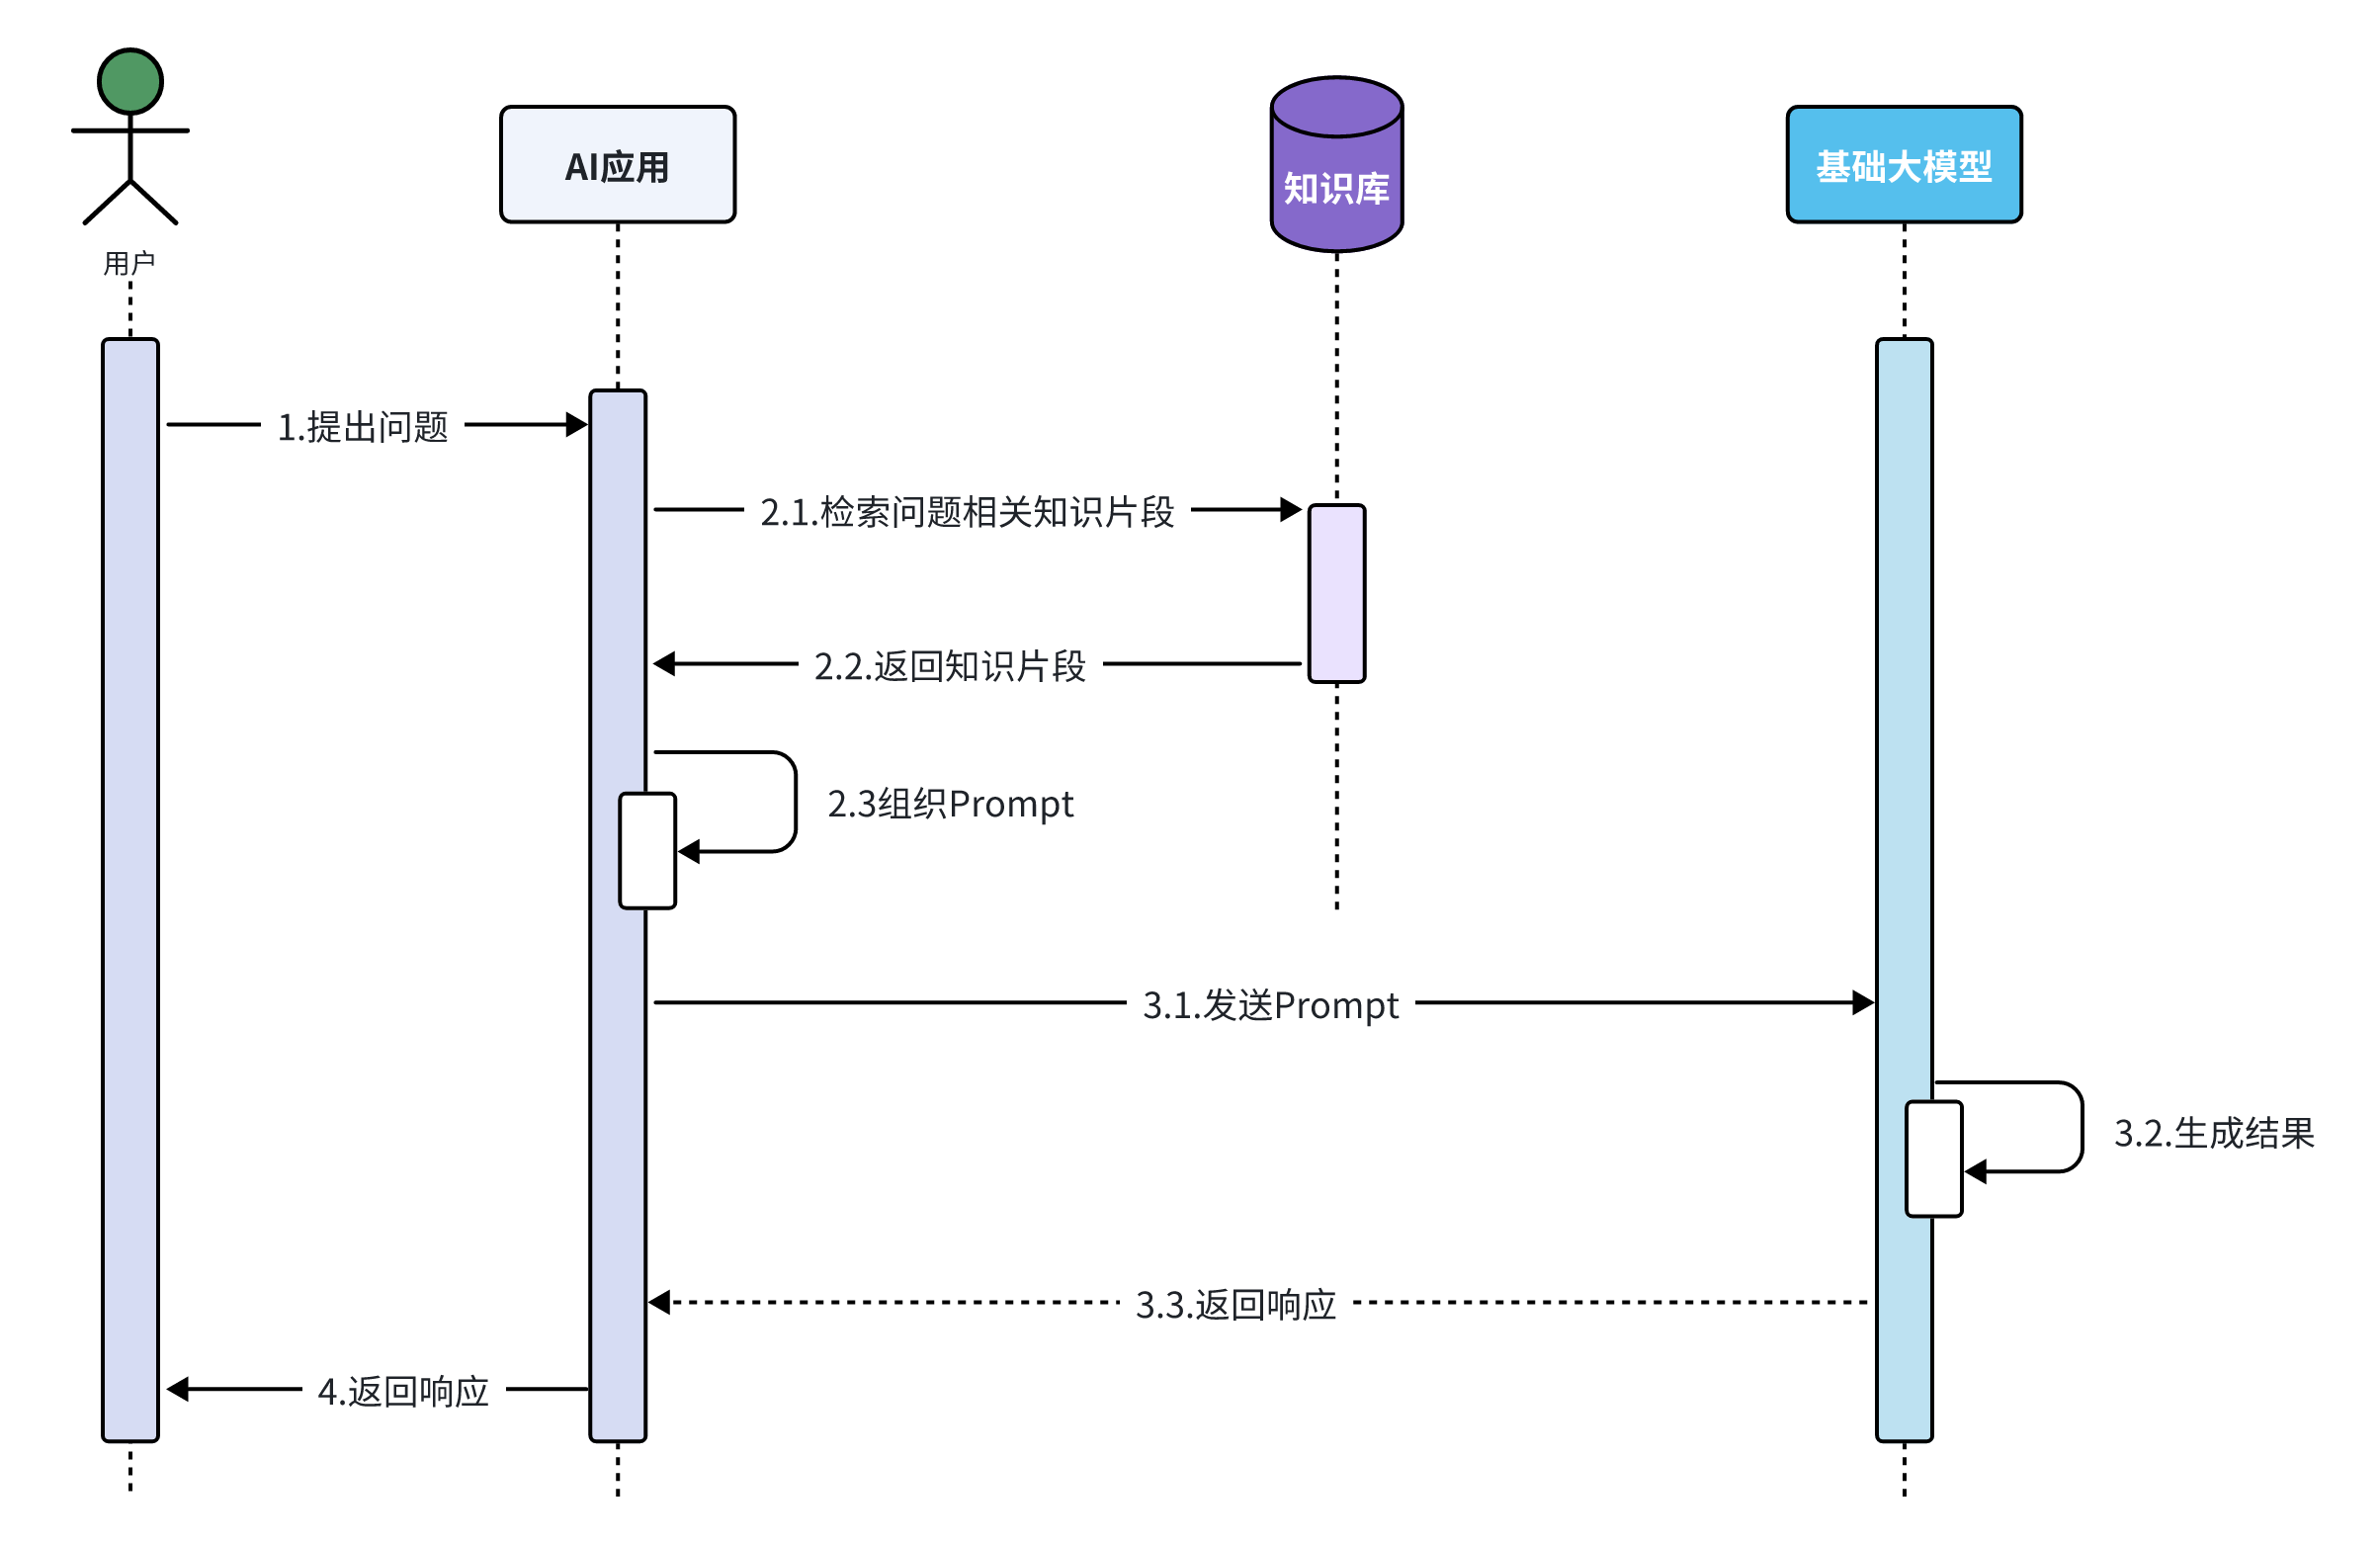 AI应用
知识库
基础大模型
用户
1.提出问题
2.1.检索问题相关知识片段
2.2.返回知识片段
2.3组织Prompt
3.1.发送Prompt
3.2.生成结果
3.3.返回响应
4.返回响应